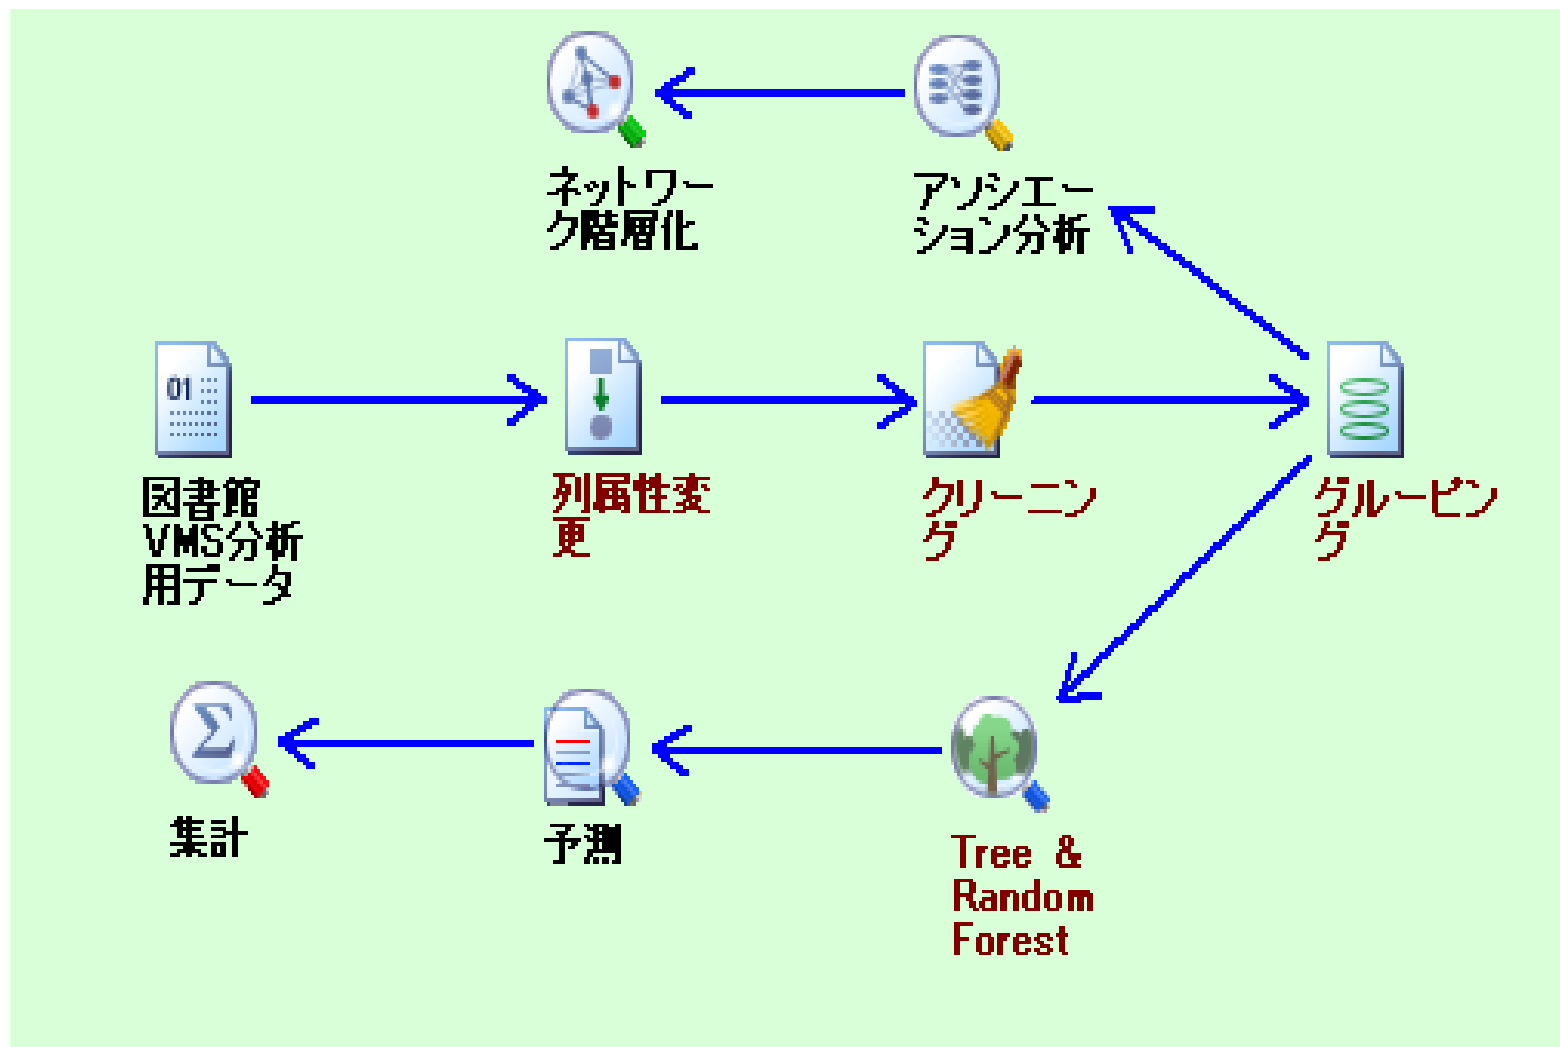 ネットワー
ク階層化
アソシエー
ション分析
01
図書館
VMS分析
用データ
列属性変
更
クリーニン
グ
グルーピン
グ
集計
予測
Tree &
Random
Forest